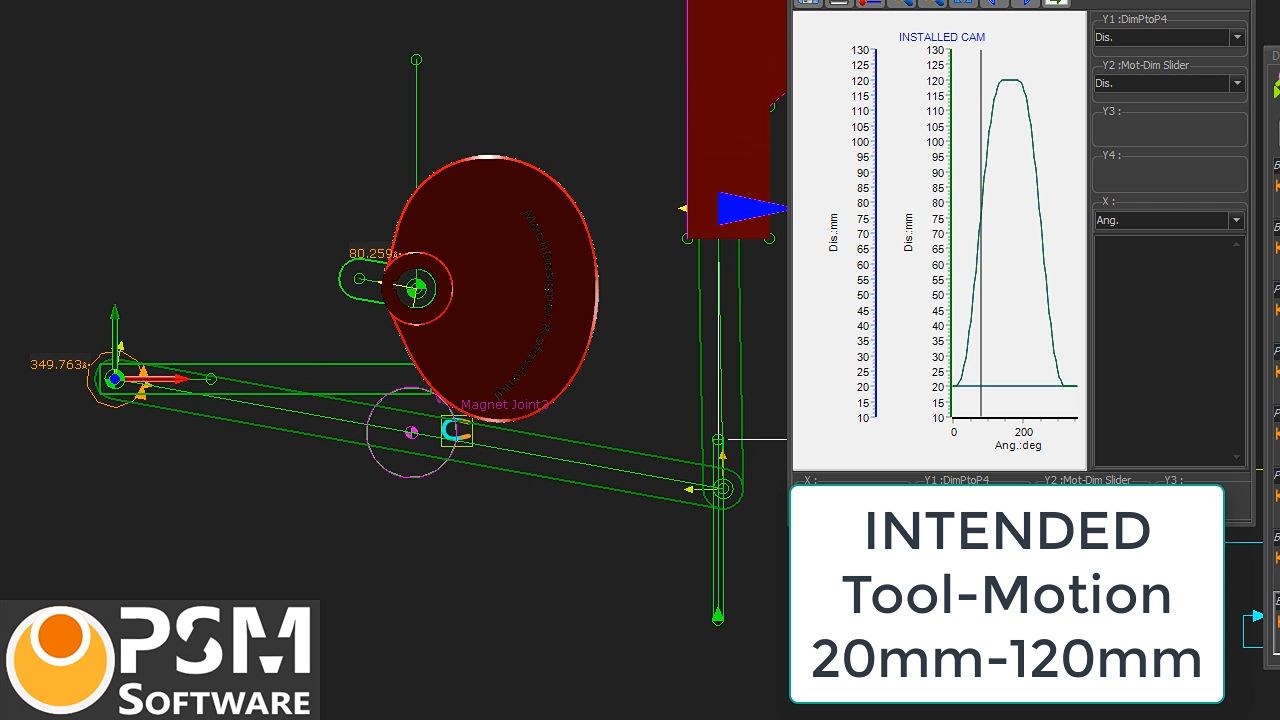 80.259
349.763
Magnet Joint3
INSTALLED CAM
130
125
120
115
110
105
100
95
90
85
80
75
70
65
60
55
50
45
40
35
30
25
20
15
10
Dis.:mm
130
125
120
115
110
105
100
95
90
85
80
75
70
65
60
55
50
45
40
35
30
25
20
15
10
Dis.:mm
0 200
Ang.:deg
Y1 :DimPtoP4
Dis.
Y2 :Mot-Dim Slider
Dis.
Y3 :
Y4 :
X :
Ang.
X : Y1 :DimPtoP4 Y2 :Mot-Dim Slider Y3 :
INTENDED
Tool-Motion
20mm-120mm
PSM
SOFTWARE